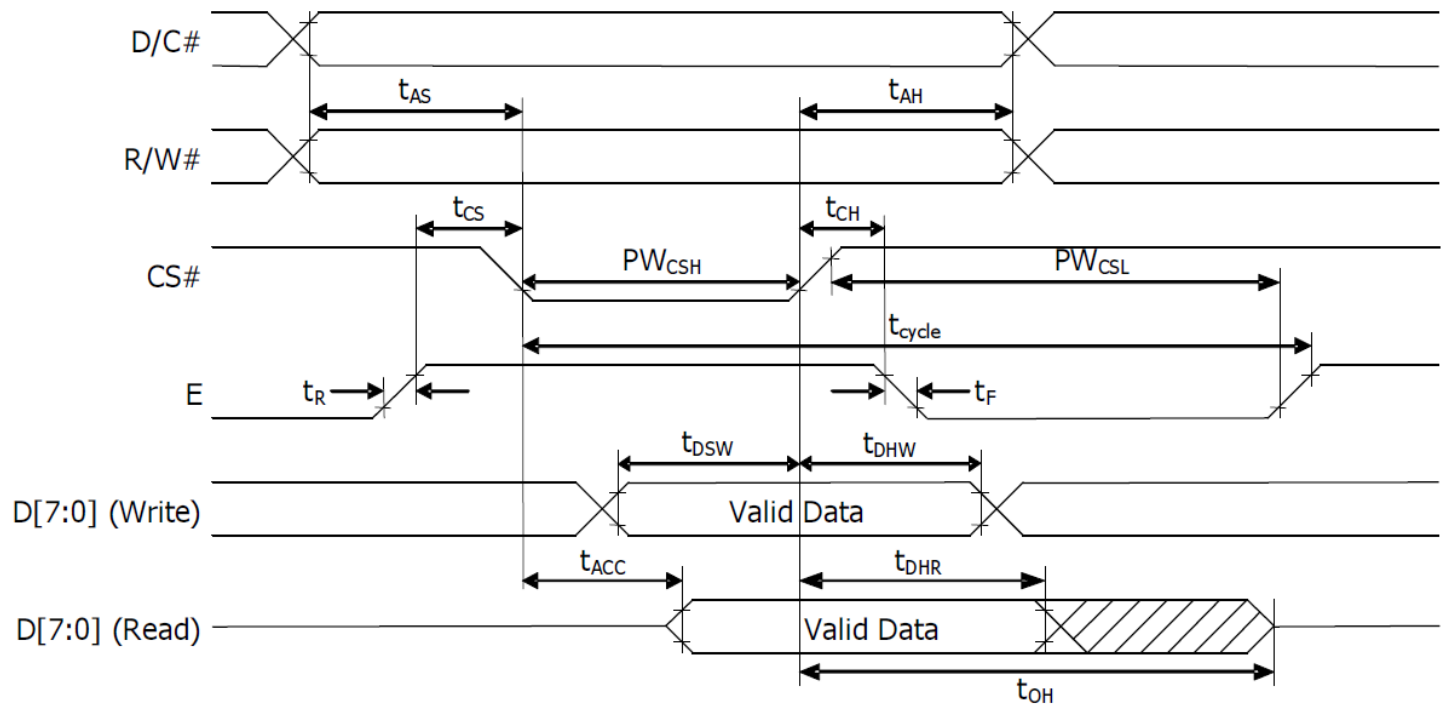 D/C#
tAS
tAH
R/W#
tCS
tCH
CS#
PWCSH
PWCSL
tcycle
E
tR
tF
tDSW
tDHW
D[7:0] (Write)
Valid Data
tACC
tDHR
D[7:0] (Read)
Valid Data
tOH